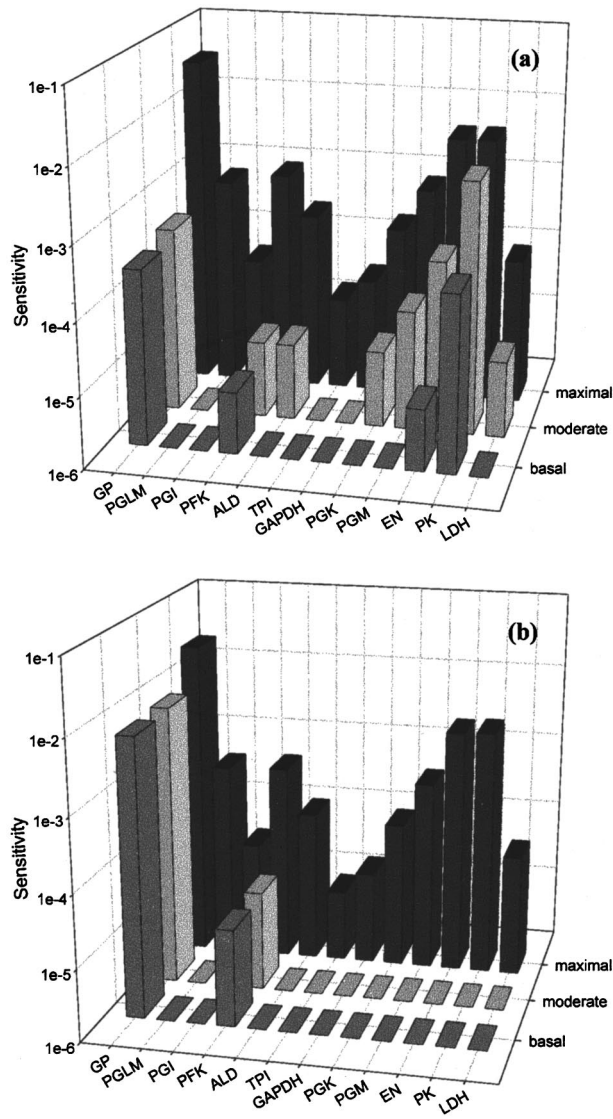 (a)
1e-1
1e-2
1e-3
1e-4
1e-5
1e-6
Sensitivity
GP
PGLM
PGI
PFK
ALD
TPI
GAPDH
PGK
PGM
EN
PK
LDH
maximal
moderate
basal
(b)
1e-1
1e-2
1e-3
1e-4
1e-5
1e-6
Sensitivity
GP
PGLM
PGI
PFK
ALD
TPI
GAPDH
PGK
PGM
EN
PK
LDH
maximal
moderate
basal